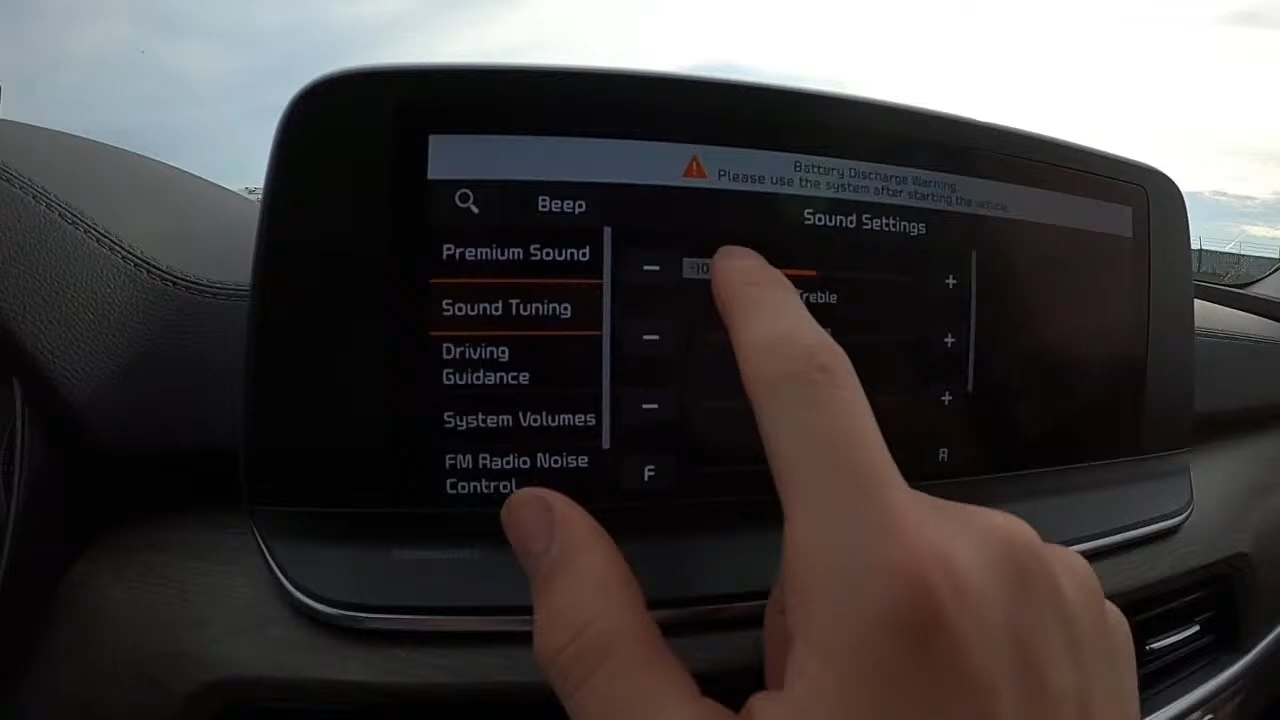 Battery Discharge Warning.
Please use the system after starting the vehicle.
Beep
Sound Settings
Premium Sound
-10
Treble
Sound Tuning
Driving
Guidance
System Volumes
FM Radio Noise
Control
F
R